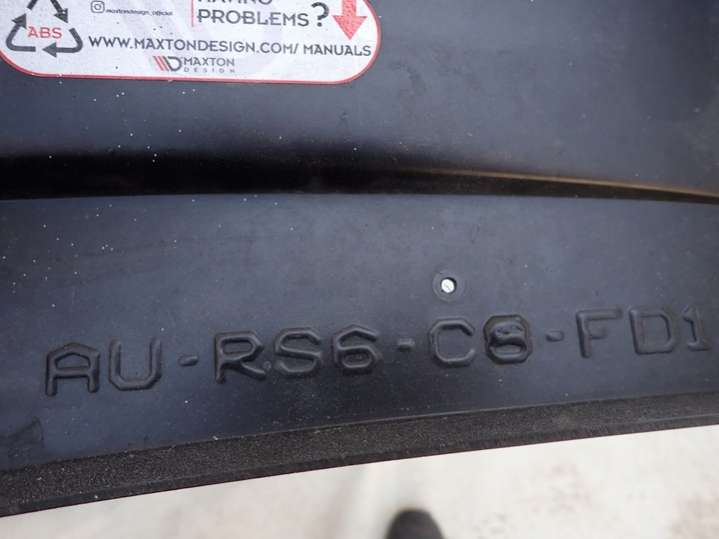 PROBLEMS?
ABS
maxtondesign_official
WWW.MAXTONDESIGN.COM/ MANUALS
MAXTON
DESIGN
AU-RS6-C8-FD1